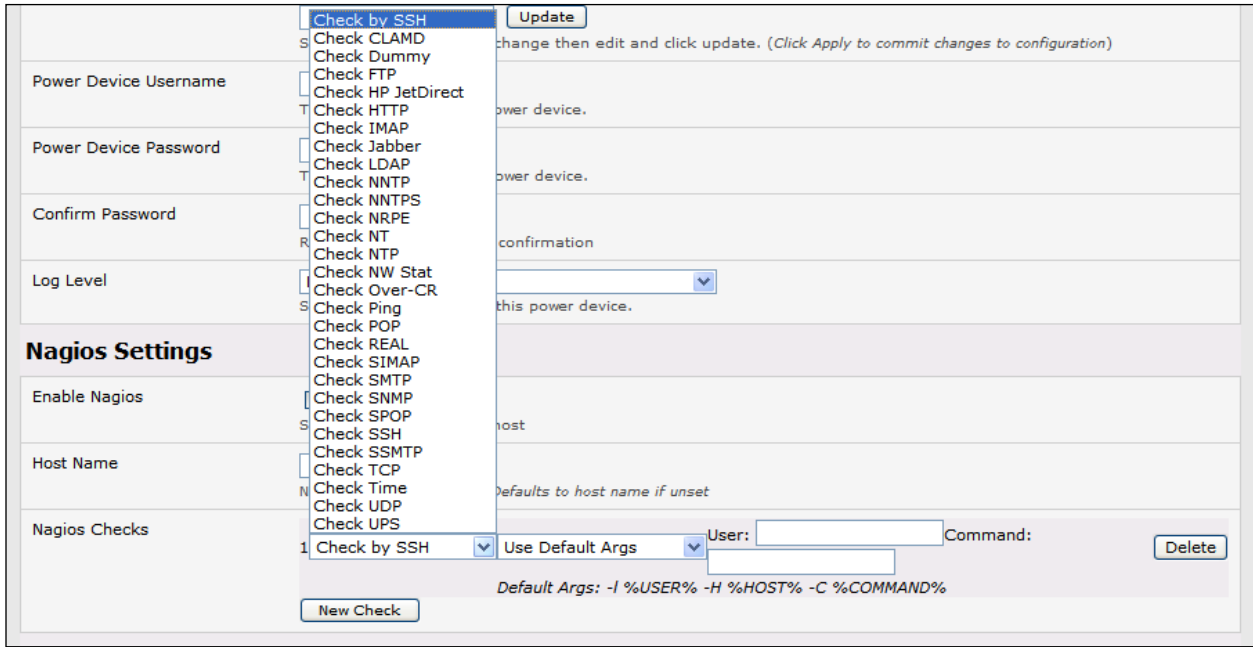 Check by SSH Update
Check CLAMD
S change then edit and click update. (Click Apply to commit changes to configuration)
Check Dummy
Check FTP
Power Device Username
Check HP JetDirect
Check HTTP
T power device.
Check IMAP
Power Device Password
Check Jabber
Check LDAP
T power device.
Check NNTP
Check NNTPS
Confirm Password
Check NRPE
Check NT
R confirmation
Check NTP
Check NW Stat
Log Level
Check Over-CR
Check Ping
S this power device.
Check POP
Check REAL
Nagios Settings
Check SIMAP
Check SMTP
Enable Nagios
Check SNMP
Check SPOP
S host
Check SSH
Check SSMTP
Host Name
Check TCP
Check Time
N Defaults to host name if unset
Check UDP
Check UPS
Nagios Checks
1 Check by SSH Use Default Args User: Command: Delete
Default Args: -l %USER% -H %HOST% -C %COMMAND%
New Check